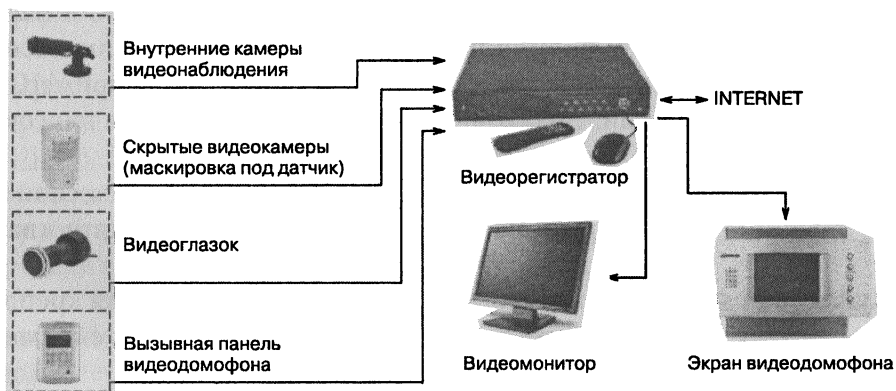 Внутренние камеры
видеонаблюдения
INTERNET
Скрытые видеокамеры
(маскировка под датчик)
Видеорегистратор
Видеоглазок
Вызывная панель
видеодомофона
Видеомонитор
Экран видеодомофона